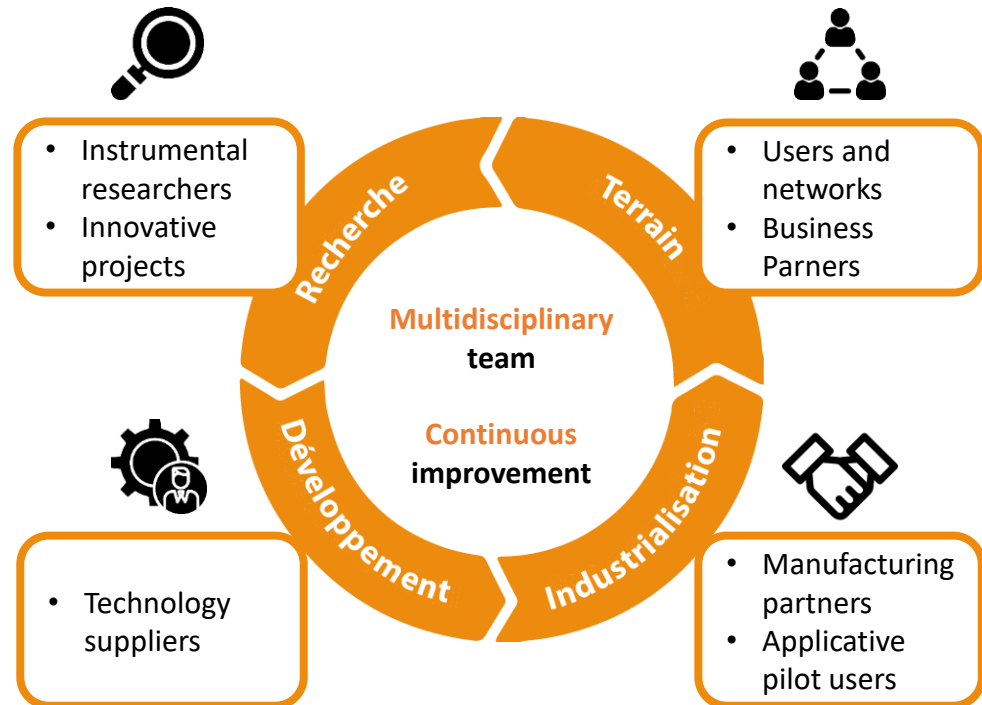 • Instrumental
researchers
• Innovative
projects
• Users and
networks
• Business
Parners
Recherche
Terrain
Multidisciplinary
team
Continuous
improvement
Développement
Industrialisation
• Technology
suppliers
• Manufacturing
partners
• Applicative
pilot users